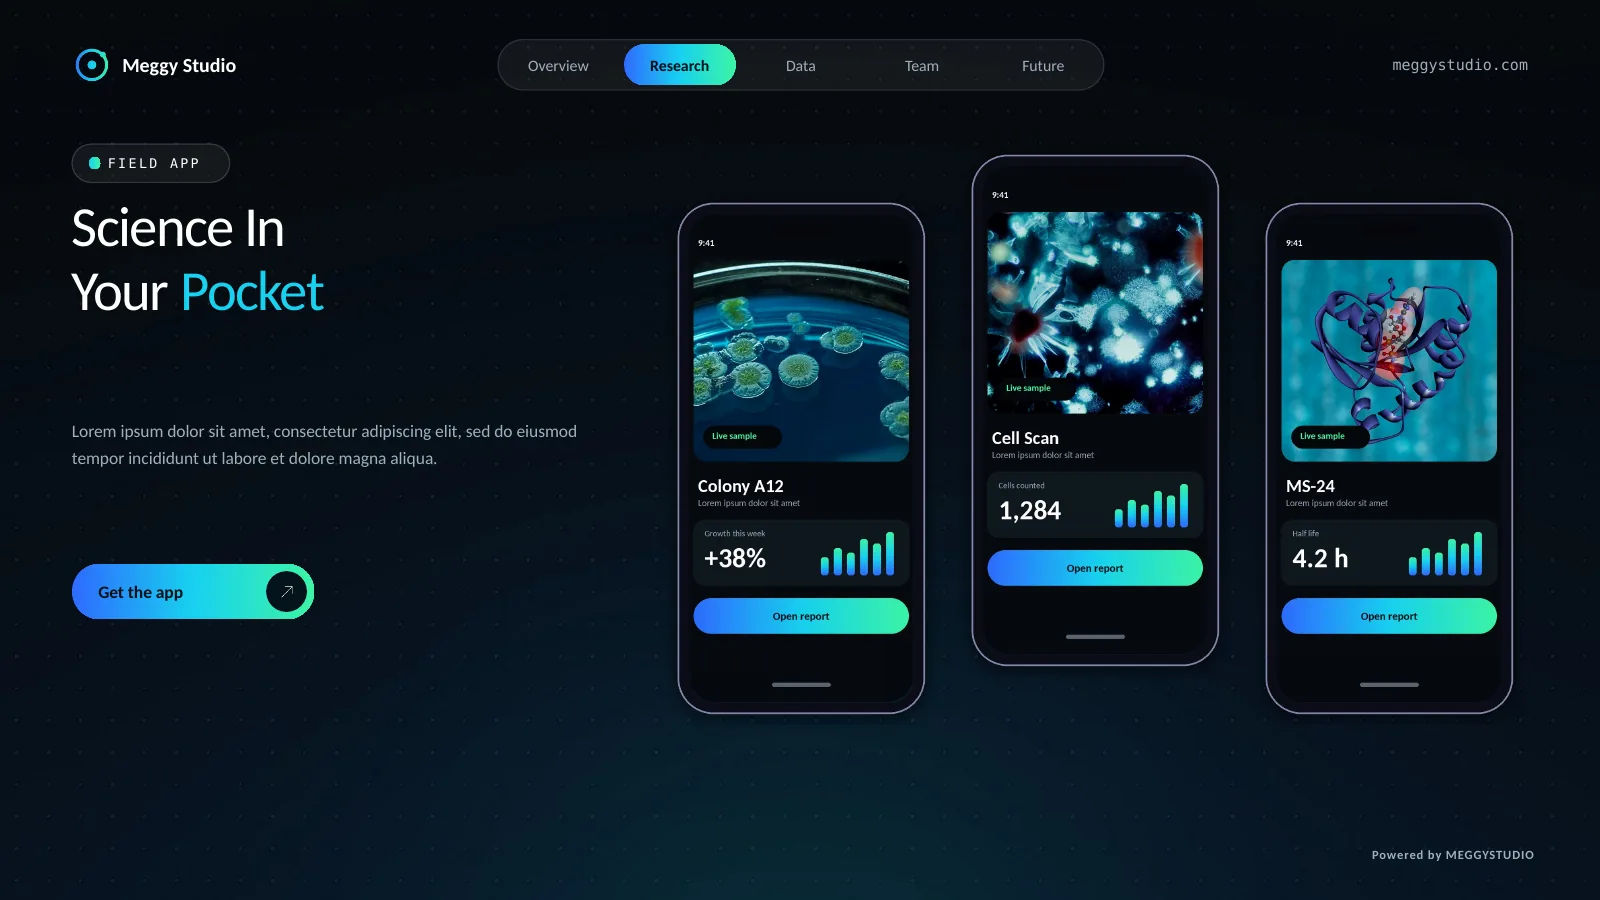 Meggy Studio
Overview
Research
Data
Team
Future
meggystudio.com
FIELD APP
Science In
Your Pocket
Lorem ipsum dolor sit amet, consectetur adipiscing elit, sed do eiusmod
tempor incididunt ut labore et dolore magna aliqua.
Get the app
9:41
Live sample
Colony A12
Lorem ipsum dolor sit amet
Growth this week
+38%
Open report
9:41
Live sample
Cell Scan
Lorem ipsum dolor sit amet
Cells counted
1,284
Open report
9:41
Live sample
MS-24
Lorem ipsum dolor sit amet
Half life
4.2 h
Open report
Powered by MEGGYSTUDIO